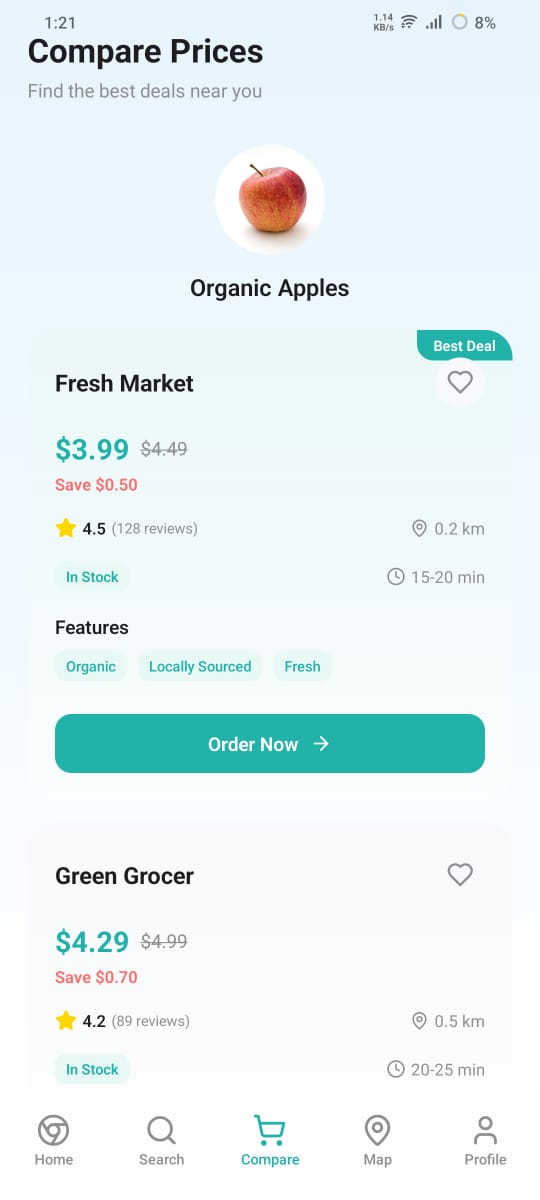 1:21
1.14 KB/s
8%
Compare Prices
Find the best deals near you
Organic Apples
Best Deal
Fresh Market
$3.99 $4.49
Save $0.50
4.5 (128 reviews)
0.2 km
In Stock
15-20 min
Features
Organic
Locally Sourced
Fresh
Order Now
Green Grocer
$4.29 $4.99
Save $0.70
4.2 (89 reviews)
0.5 km
In Stock
20-25 min
Home
Search
Compare
Map
Profile